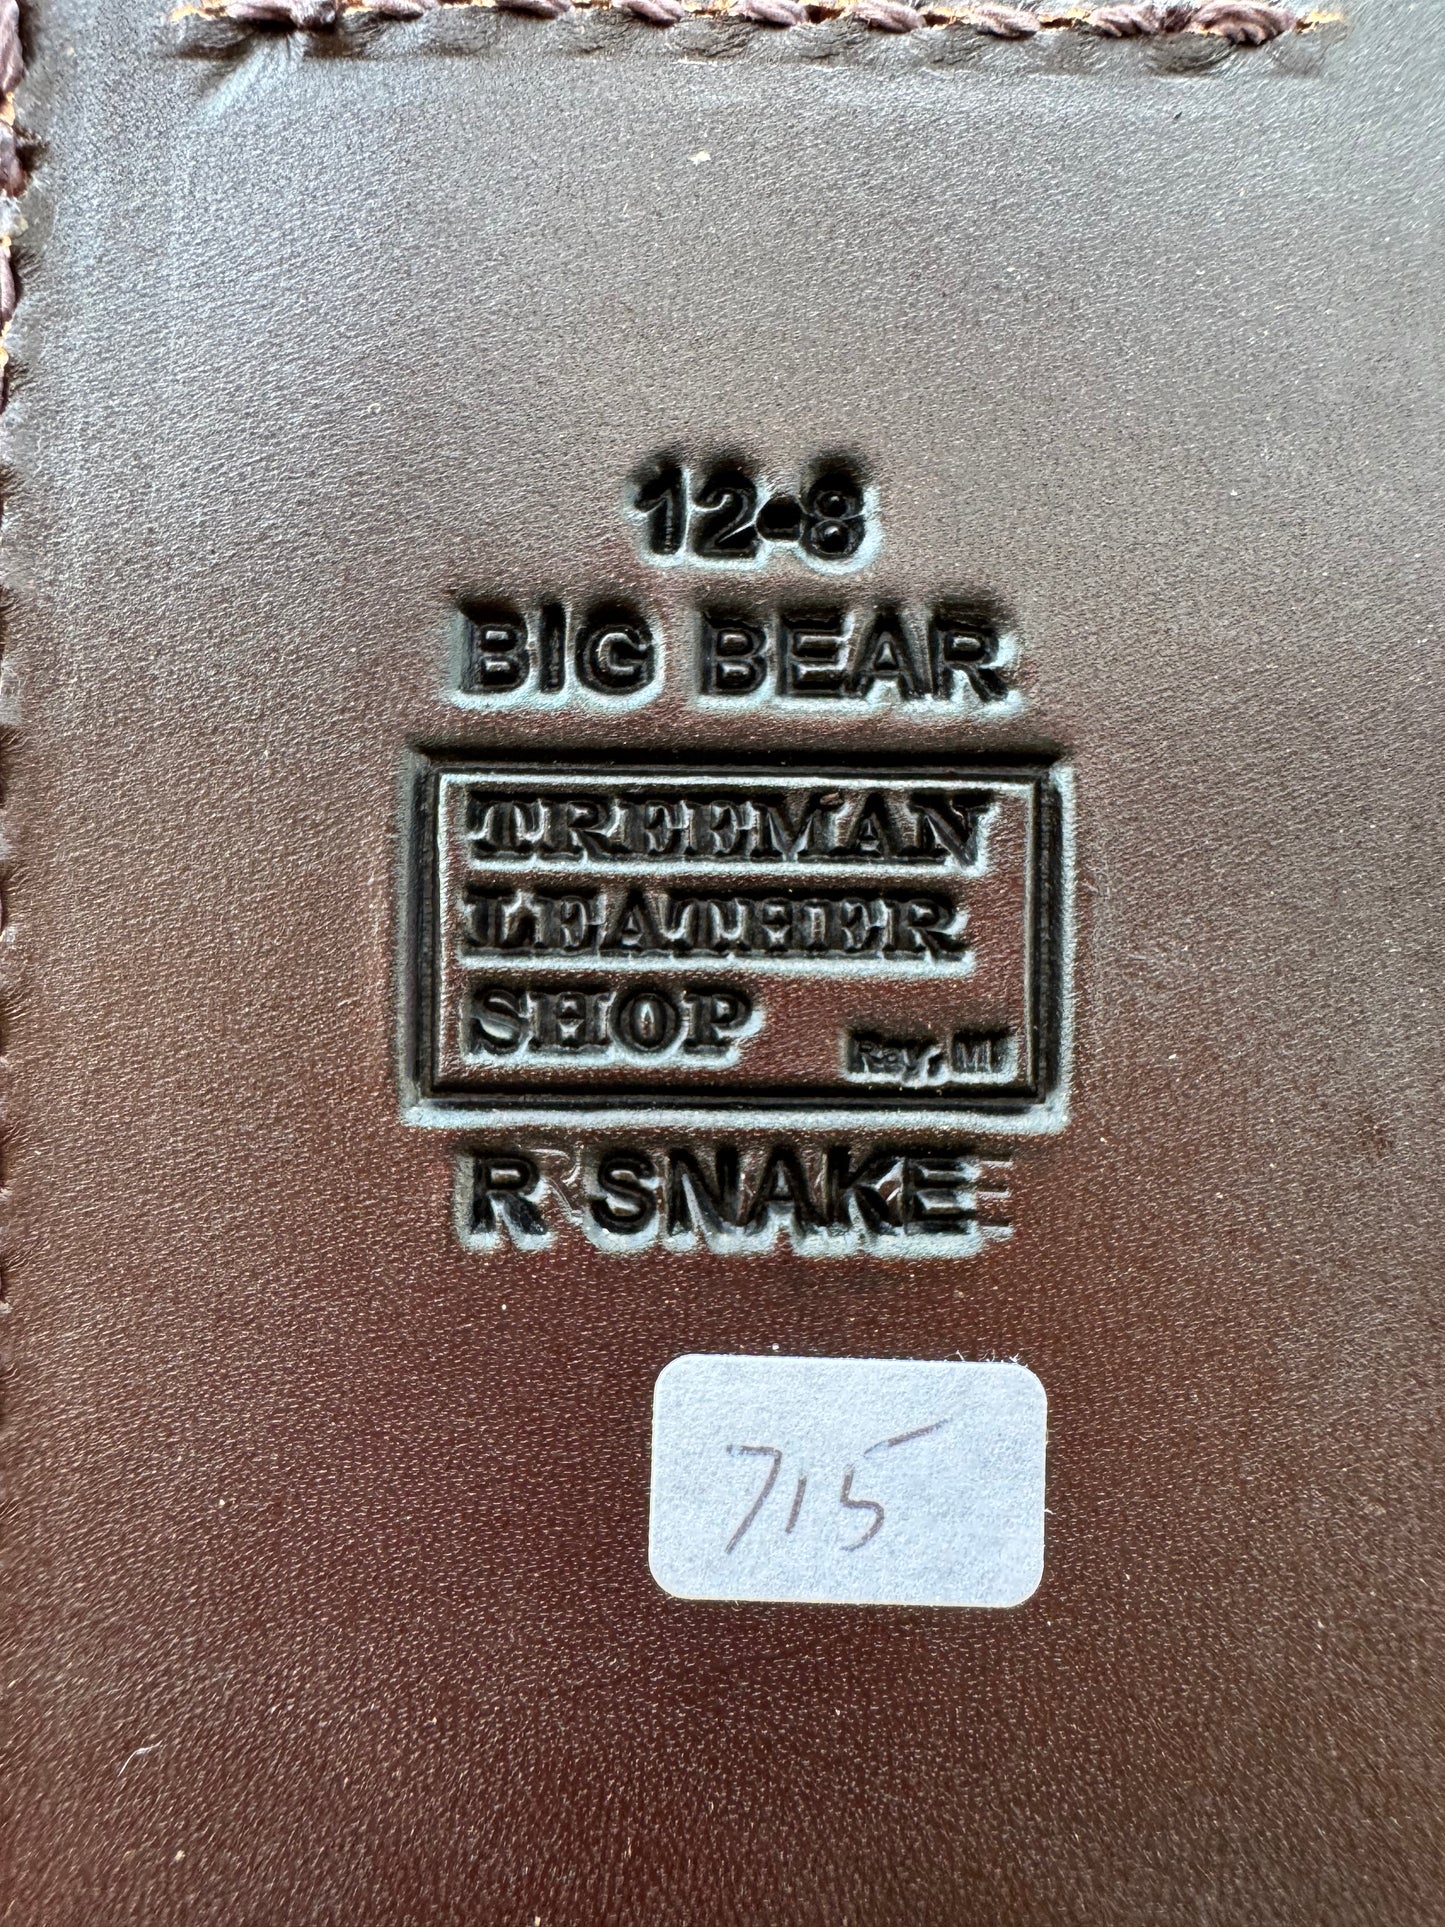 12-8
BIG BEAR
TREEMAN
LEATHER
SHOP
Ray, MI
R SNAKE
715